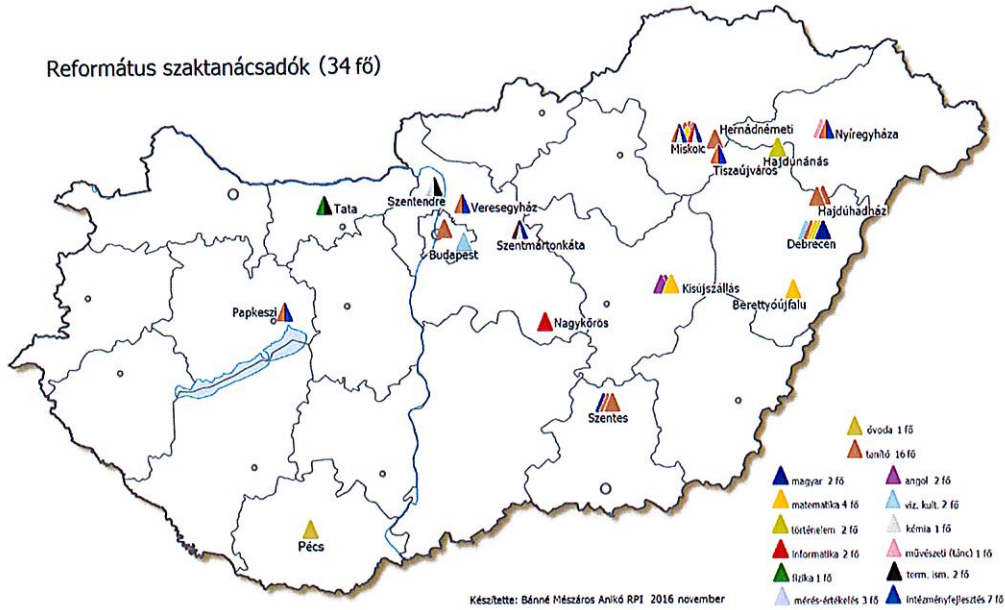 Református szaktanácsadók (34 fő)
Hernádnémeti
Miskolc
Nyíregyháza
Tiszaújváros
Hajdúnánás
Szentendre
Tata
Veresegyház
Hajdúhadház
Budapest
Szentmártonkáta
Debrecen
Kisújszállás
Berettyóújfalu
Papkeszi
Nagykőrös
Szentes
Pécs
óvoda 1 fő
tanító 16 fő
magyar 2 fő
angol 2 fő
matematika 4 fő
viz. kult. 2 fő
történelem 2 fő
kémia 1 fő
informatika 2 fő
művészeti (tánc) 1 fő
fizika 1 fő
term. ism. 2 fő
mérés-értékelés 3 fő
intézményfejlesztés 7 fő
Készítette: Bánné Mészáros Anikó RPI 2016 november